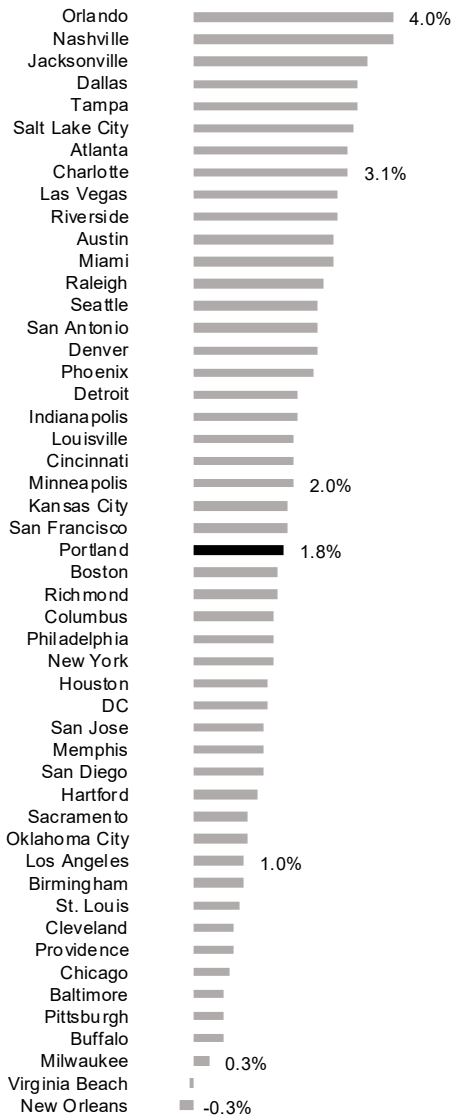 Orlando 4.0%
Nashville
Jacksonville
Dallas
Tampa
Salt Lake City
Atlanta
Charlotte 3.1%
Las Vegas
Riverside
Austin
Miami
Raleigh
Seattle
San Antonio
Denver
Phoenix
Detroit
Indianapolis
Louisville
Cincinnati
Minneapolis 2.0%
Kansas City
San Francisco
Portland 1.8%
Boston
Richmond
Columbus
Philadelphia
New York
Houston
DC
San Jose
Memphis
San Diego
Hartford
Sacramento
Oklahoma City
Los Angeles 1.0%
Birmingham
St. Louis
Cleveland
Providence
Chicago
Baltimore
Pittsburgh
Buffalo
Milwaukee 0.3%
Virginia Beach
New Orleans -0.3%